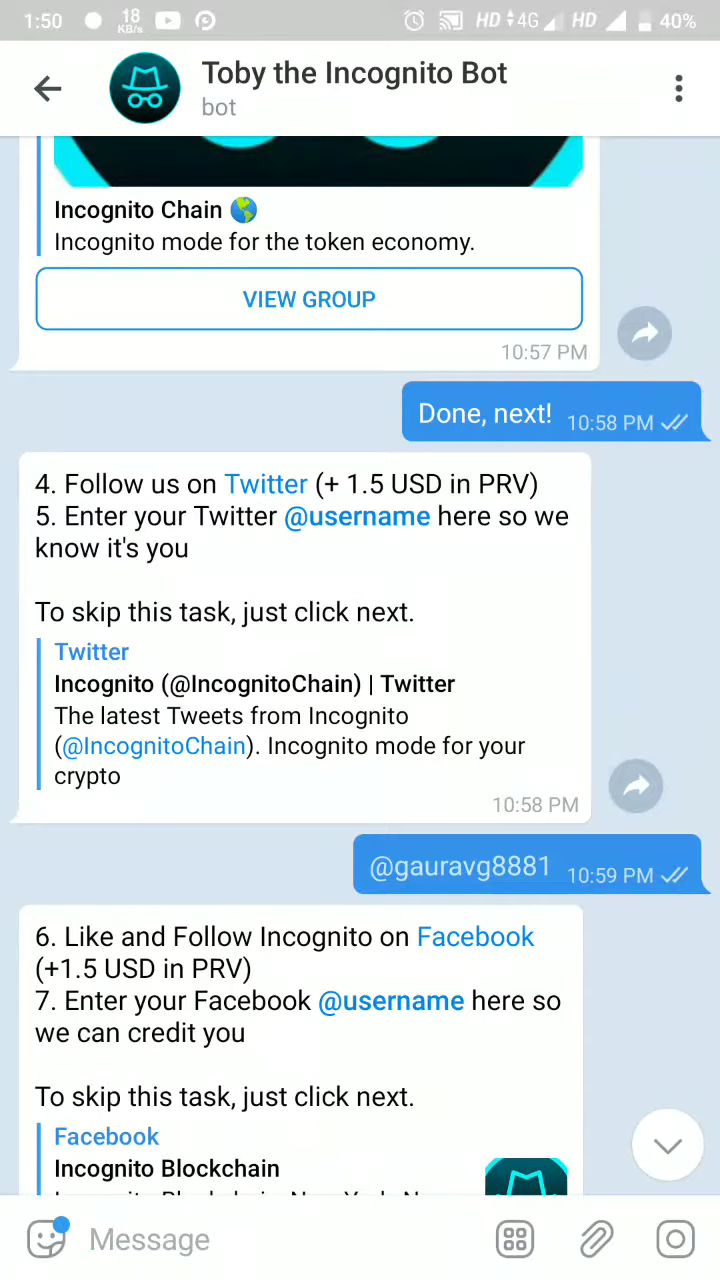 1:50 18 KB/s HD 4G HD 40%
Toby the Incognito Bot
bot
Incognito Chain
Incognito mode for the token economy.
VIEW GROUP
10:57 PM
Done, next! 10:58 PM
4. Follow us on Twitter (+ 1.5 USD in PRV)
5. Enter your Twitter @username here so we
know it's you
To skip this task, just click next.
Twitter
Incognito (@IncognitoChain) | Twitter
The latest Tweets from Incognito
(@IncognitoChain). Incognito mode for your
crypto
10:58 PM
@gauravg8881 10:59 PM
6. Like and Follow Incognito on Facebook
(+1.5 USD in PRV)
7. Enter your Facebook @username here so
we can credit you
To skip this task, just click next.
Facebook
Incognito Blockchain
Message